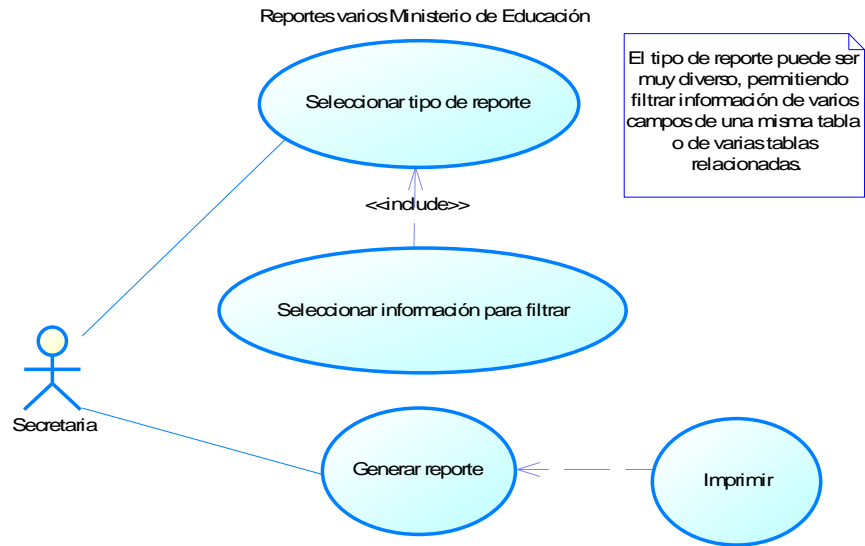 Reportes varios Ministerio de Educación
Seleccionar tipo de reporte
El tipo de reporte puede ser
muy diverso, permitiendo
filtrar información de varios
campos de una misma tabla
o de varias tablas
relacionadas.
<<include>>
Seleccionar información para filtrar
Secretaria
Generar reporte
Imprimir